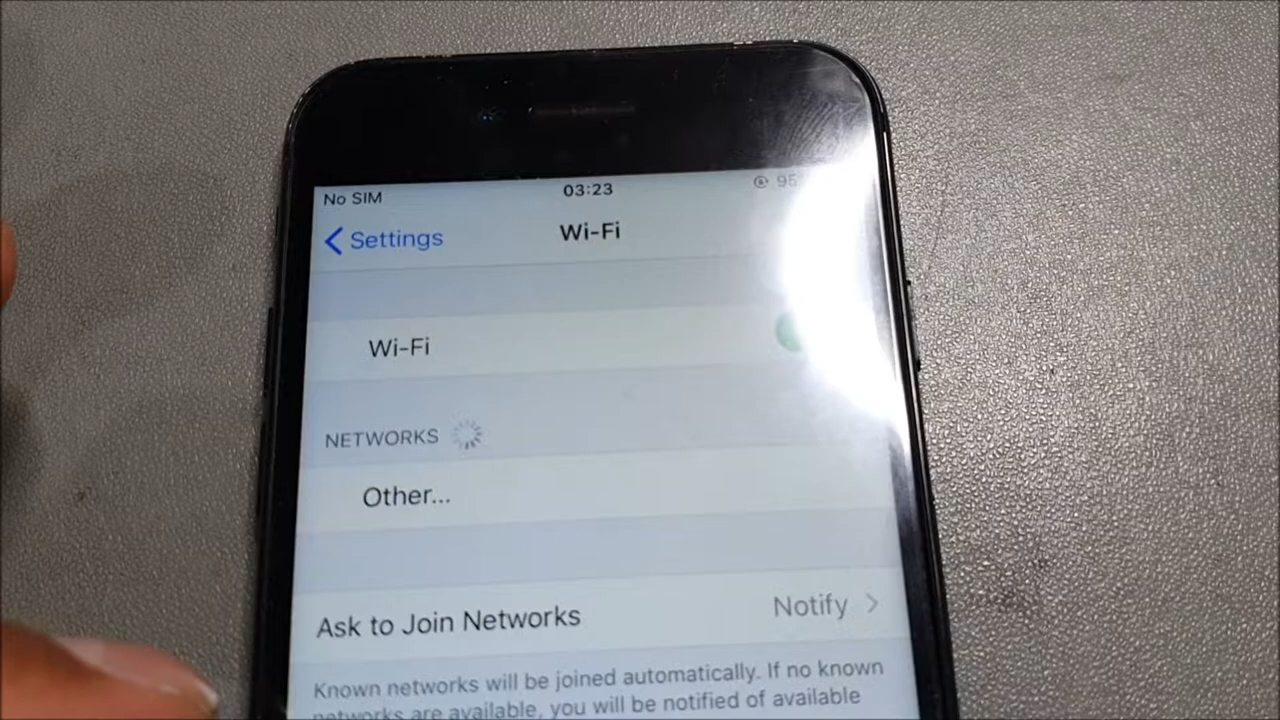 No SIM 03:23 95
Settings Wi-Fi
Wi-Fi
NETWORKS
Other...
Ask to Join Networks Notify
Known networks will be joined automatically. If no known
networks are available, you will be notified of available